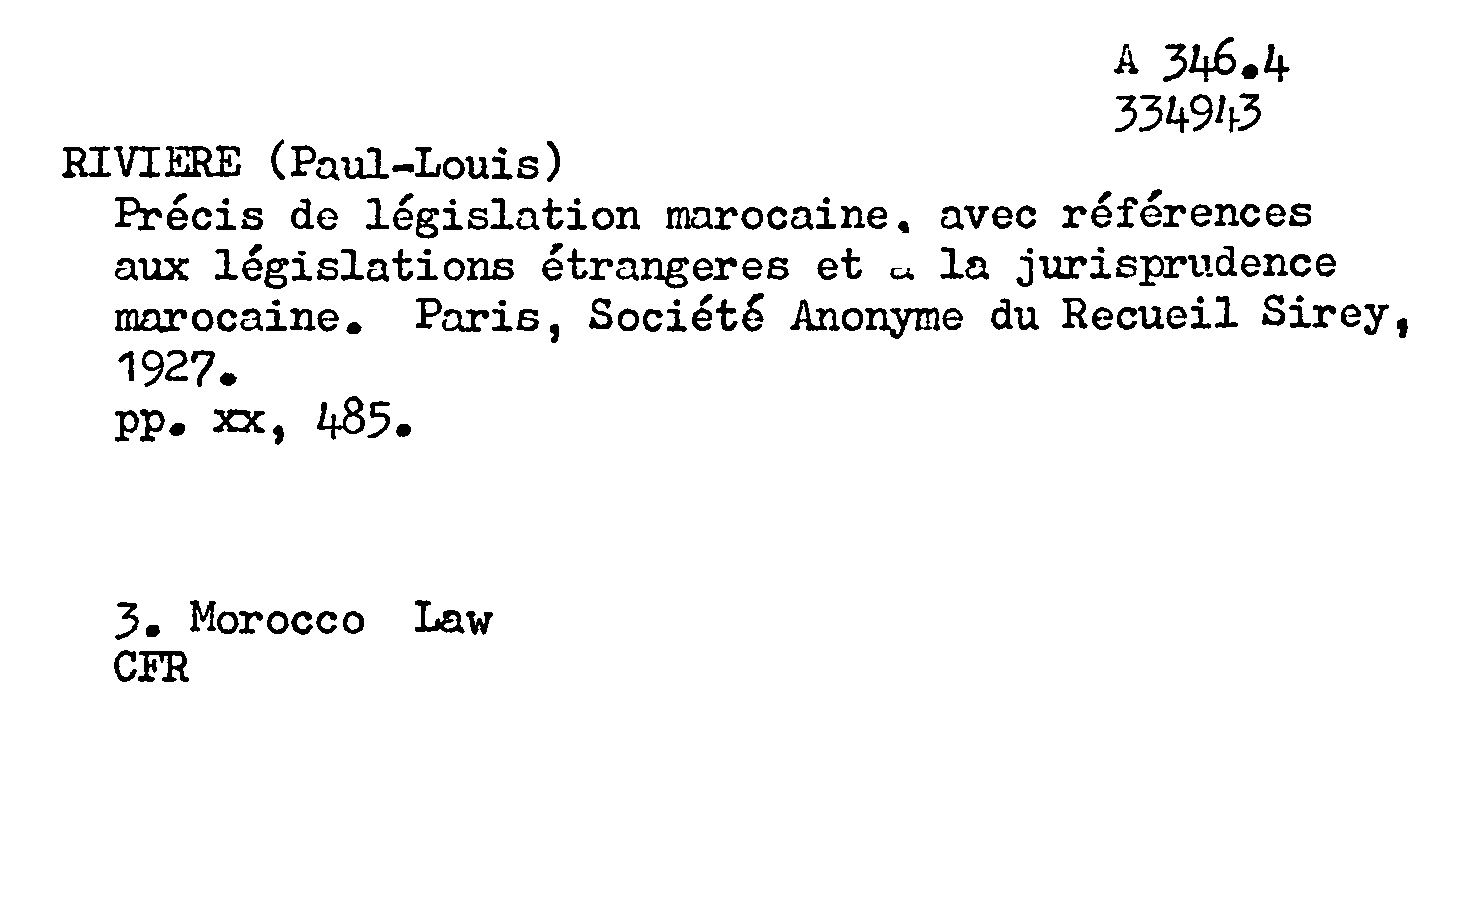 A 346.4
334943
RIVIERE (Paul-Louis)
Précis de législation marocaine. avec références
aux législations étrangeres et a la jurisprudence
marocaine. Paris, Société Anonyme du Recueil Sirey,
1927.
pp. xx, 485.
3. Morocco Law
CFR